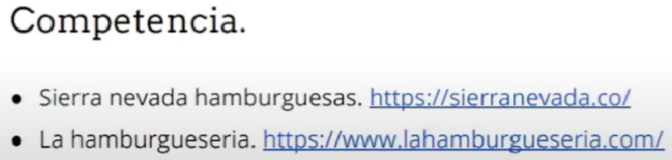 Competencia.
• Sierra nevada hamburguesas. https://sierranevada.co/
• La hamburgueseria. https://www.lahamburgueseria.com/